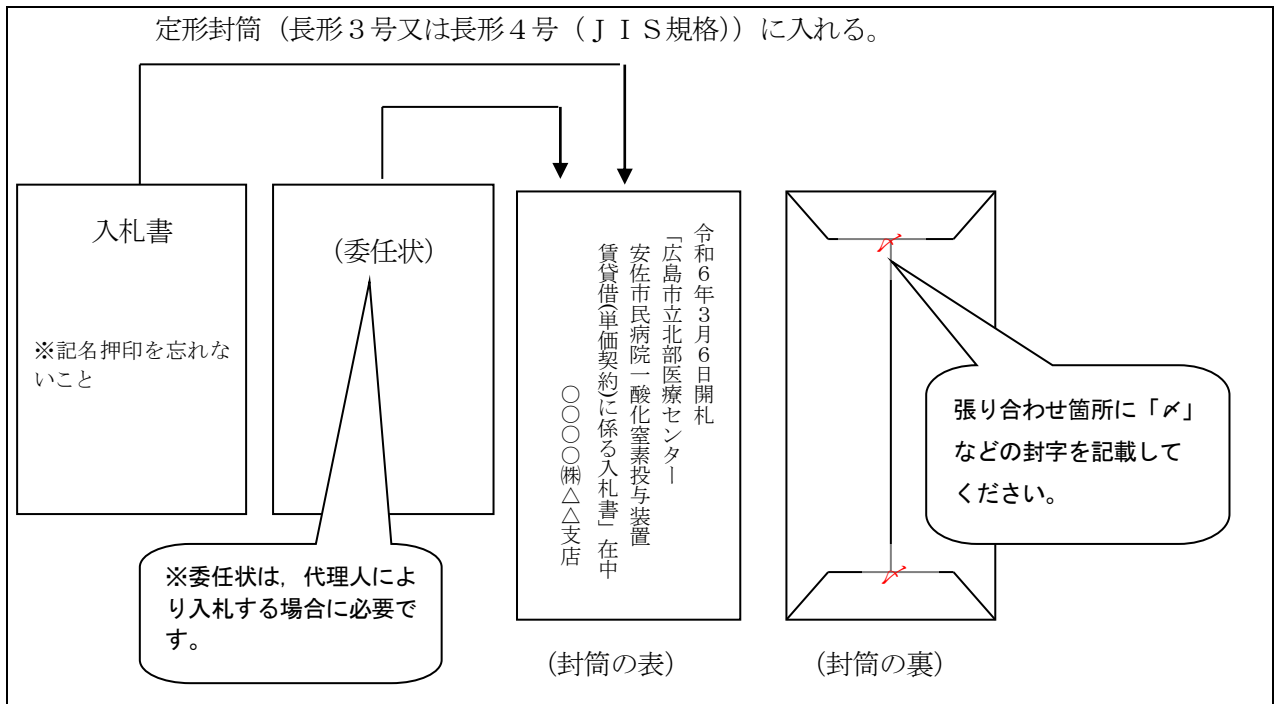 定形封筒（長形３号又は長形４号（ＪＩＳ規格））に入れる。
入札書
※記名押印を忘れな
いこと
(委任状)
※委任状は，代理人によ
り入札する場合に必要で
す。
令和６年３月６日開札
「広島市立北部医療センター
安佐市民病院一酸化窒素投与装置
賃貸借(単価契約)に係る入札書」在中
○○○○㈱△△支店
〆
〆
張り合わせ箇所に「〆」
などの封字を記載して
ください。
(封筒の表)
(封筒の裏)